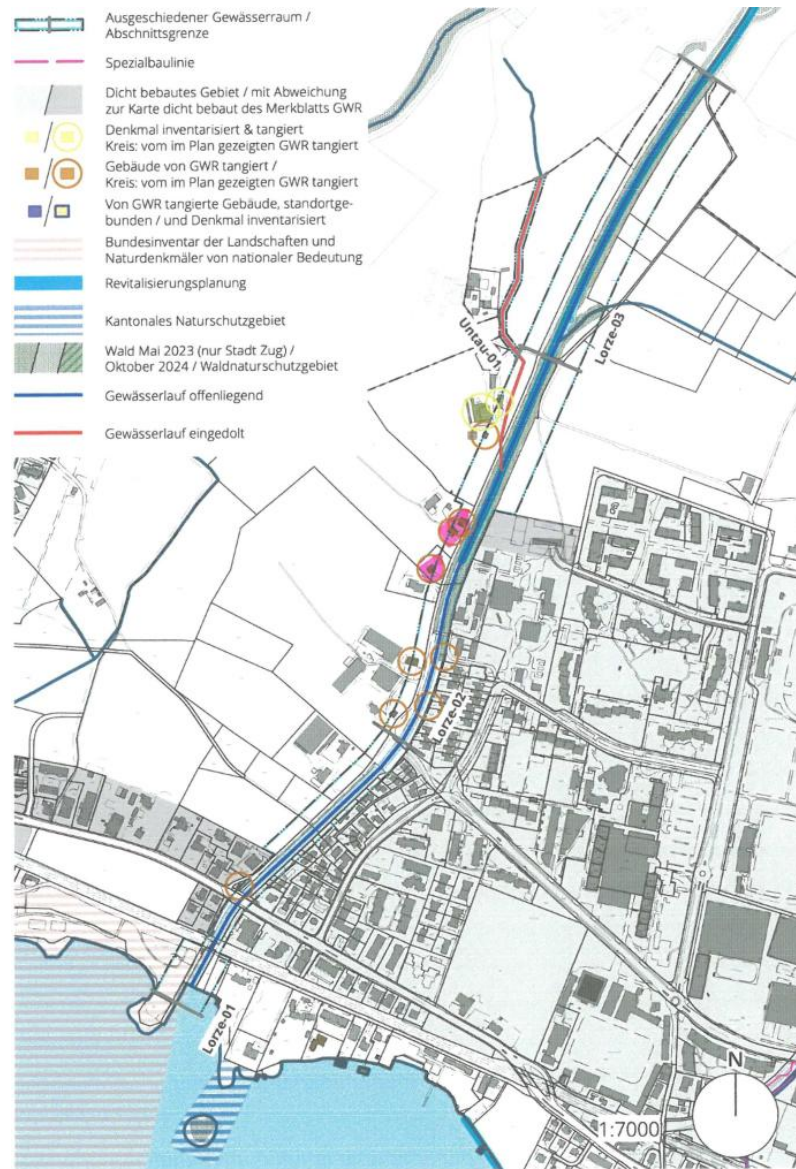 Ausgeschiedener Gewässerraum /
Abschnittsgrenze
Spezialbaulinie
Dicht bebautes Gebiet / mit Abweichung
zur Karte dicht bebaut des Merkblatts GWR
Denkmal inventarisiert & tangiert
Kreis: vom im Plan gezeigten GWR tangiert
Gebäude von GWR tangiert /
Kreis: vom im Plan gezeigten GWR tangiert
Von GWR tangierte Gebäude, standortge-
bunden / und Denkmal inventarisiert
Bundesinventar der Landschaften und
Naturdenkmäler von nationaler Bedeutung
Revitalisierungsplanung
Kantonales Naturschutzgebiet
Wald Mai 2023 (nur Stadt Zug) /
Oktober 2024 / Waldnaturschutzgebiet
Gewässerlauf offenliegend
Gewässerlauf eingedolt
Untau-01
Lorze-03
Lorze-02
Lorze-01
N
1:7000